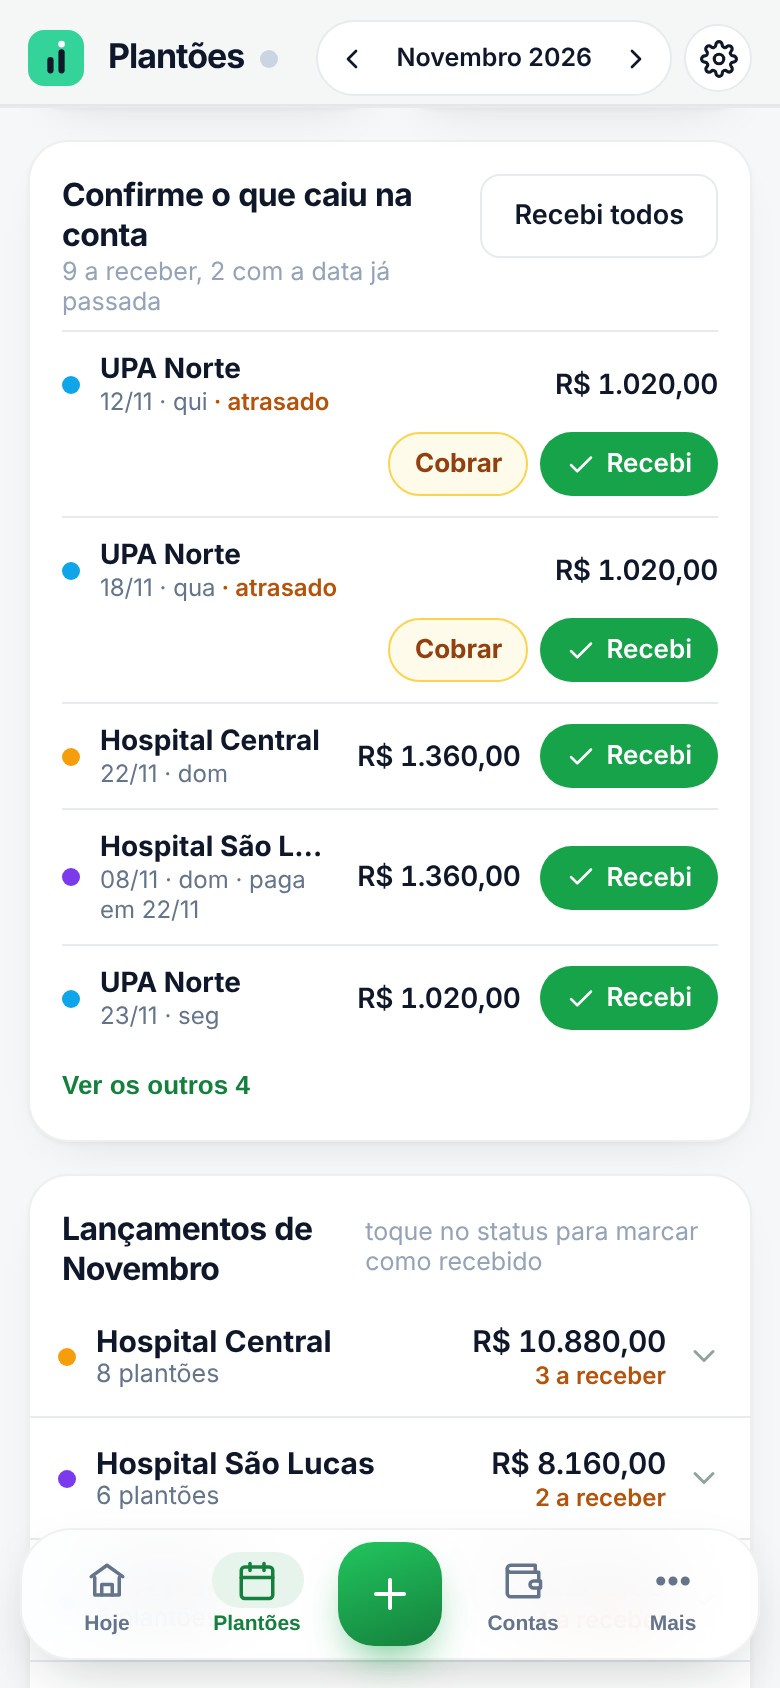 Plantões
Novembro 2026
Confirme o que caiu na
conta
Recebi todos
9 a receber, 2 com a data já
passada
UPA Norte
R$ 1.020,00
12/11 · qui · atrasado
Cobrar
Recebi
UPA Norte
R$ 1.020,00
18/11 · qua · atrasado
Cobrar
Recebi
Hospital Central
22/11 · dom
R$ 1.360,00
Recebi
Hospital São L...
08/11 · dom · paga
em 22/11
R$ 1.360,00
Recebi
UPA Norte
23/11 · seg
R$ 1.020,00
Recebi
Ver os outros 4
Lançamentos de
Novembro
toque no status para marcar
como recebido
Hospital Central
8 plantões
R$ 10.880,00
3 a receber
Hospital São Lucas
6 plantões
R$ 8.160,00
2 a receber
Hoje
Plantões
Contas
Mais